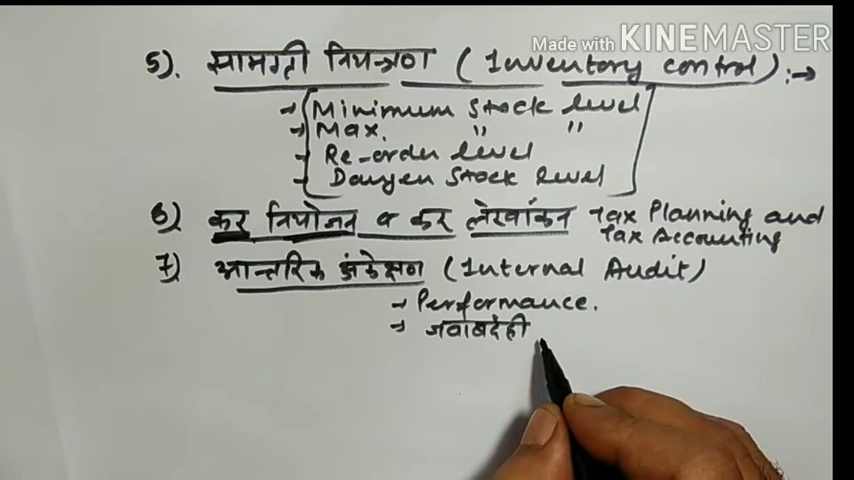 Made with KINEMASTER
5). सामग्री नियन्त्रण (Inventory control) :→
→ Minimum Stock level
→ Max. " "
→ Re-order level
→ Danger Stock level
6) कर नियोजन व कर लेखांकन Tax Planning and
Tax Accounting
7) आन्तरिक अंकेक्षण (Internal Audit)
→ Performance.
→ जवाबदेही